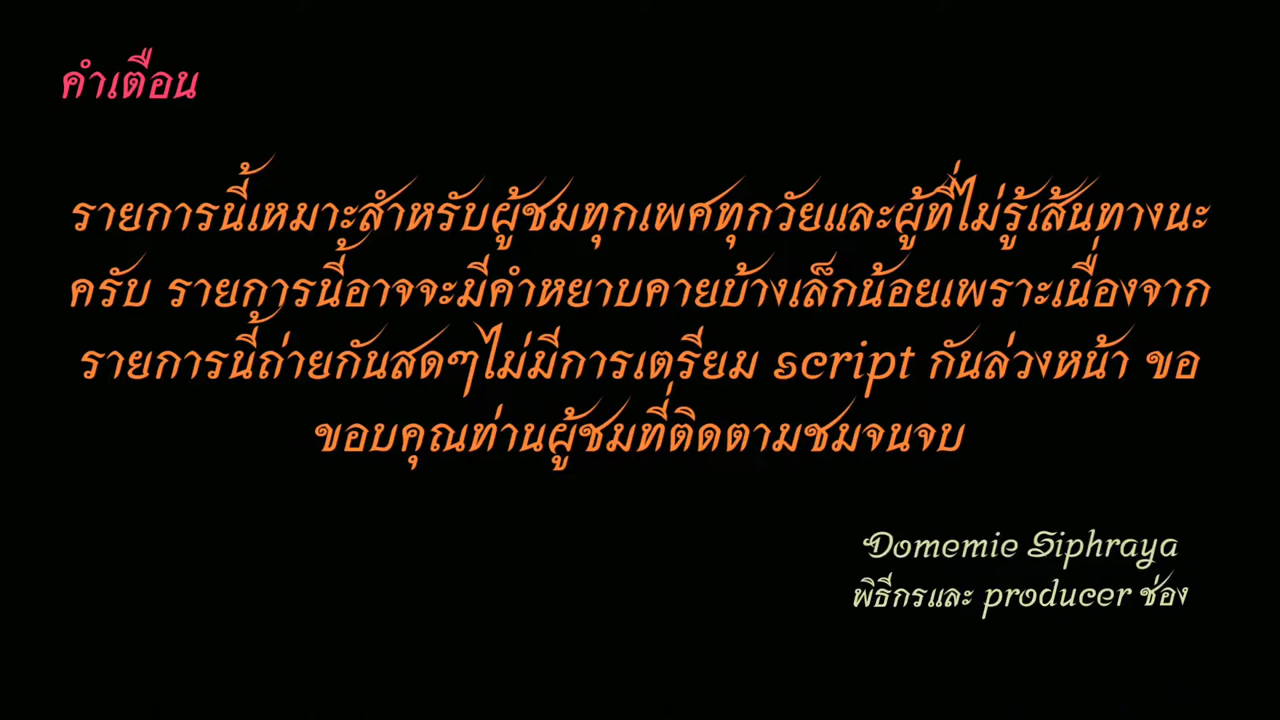 คำเตือน
รายการนี้เหมาะสำหรับผู้ชมทุกเพศทุกวัยและผู้ที่ไม่รู้เส้นทางนะ
ครับ รายการนี้อาจจะมีคำหยาบคายบ้างเล็กน้อยเพราะเนื่องจาก
รายการนี้ถ่ายกันสดๆไม่มีการเตรียม script กันล่วงหน้า ขอ
ขอบคุณท่านผู้ชมที่ติดตามชมจนจบ
Domemie Siphraya
พิธีกรและ producer ช่อง